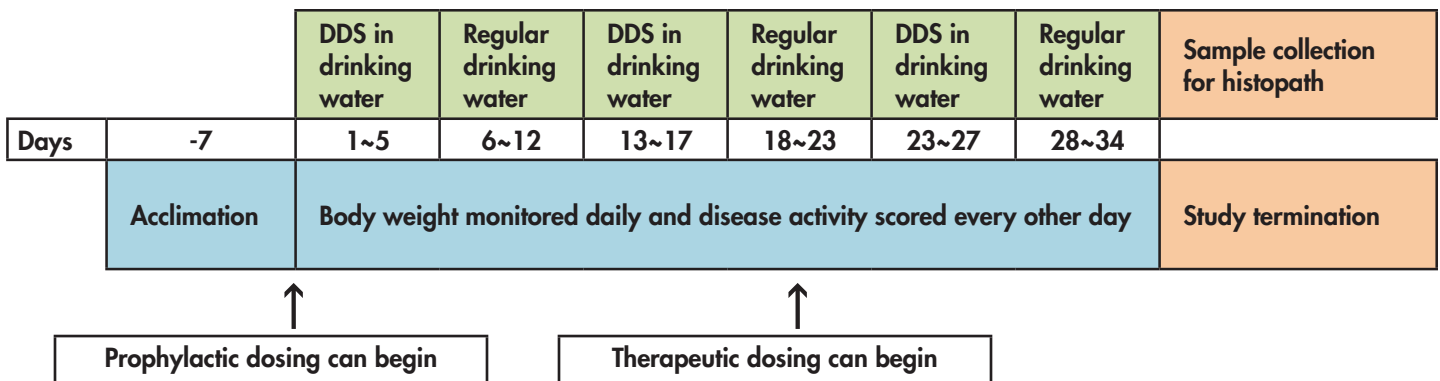 DDS in
drinking
water
Regular
drinking
water
DDS in
drinking
water
Regular
drinking
water
DDS in
drinking
water
Regular
drinking
water
Sample collection
for histopath
Days -7 1~5 6~12 13~17 18~23 23~27 28~34
Acclimation Body weight monitored daily and disease activity scored every other day Study termination
Prophylactic dosing can begin Therapeutic dosing can begin